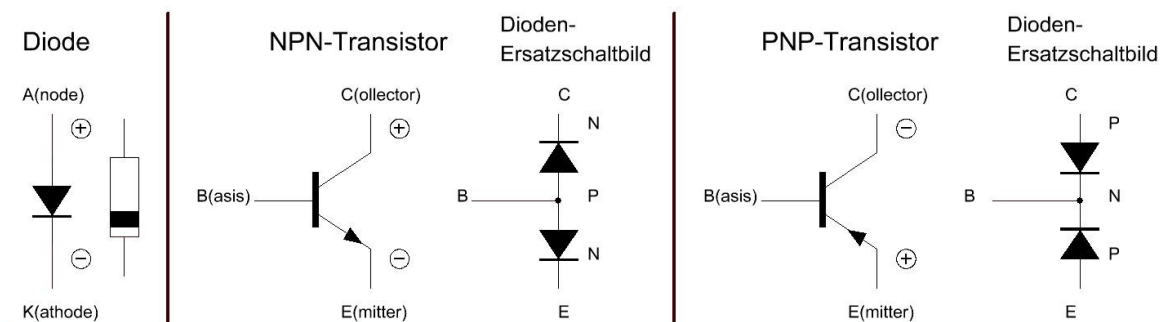 Diode
A(node)
+
−
K(athode)
NPN-Transistor
C(ollector)
+
B(asis)
−
E(mitter)
Dioden-
Ersatzschaltbild
C
N
B
P
N
E
PNP-Transistor
C(ollector)
−
B(asis)
+
E(mitter)
Dioden-
Ersatzschaltbild
C
P
B
N
P
E